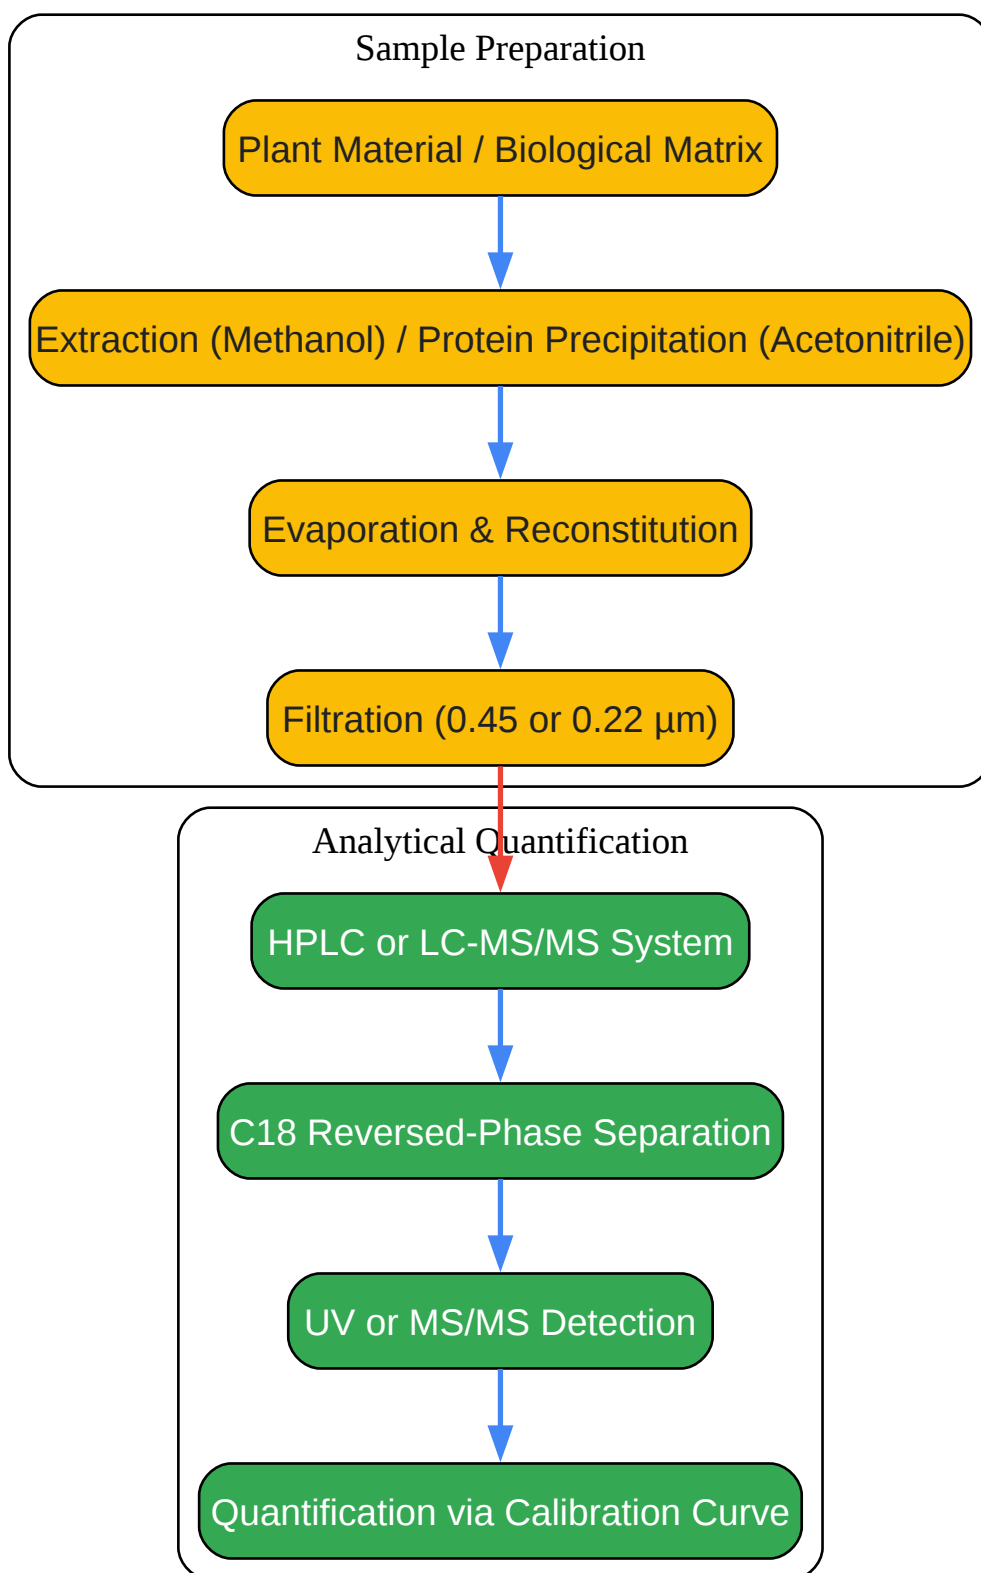 Sample Preparation
Plant Material / Biological Matrix
Extraction (Methanol) / Protein Precipitation (Acetonitrile)
Evaporation & Reconstitution
Filtration (0.45 or 0.22 µm)
Analytical Quantification
HPLC or LC-MS/MS System
C18 Reversed-Phase Separation
UV or MS/MS Detection
Quantification via Calibration Curve